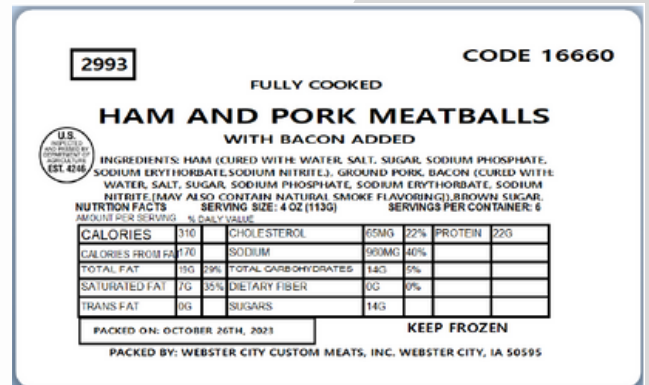 2993
CODE 16660
FULLY COOKED
HAM AND PORK MEATBALLS
WITH BACON ADDED
U.S.
INSPECTED
AND PASSED BY
DEPARTMENT OF
AGRICULTURE
EST. 4246
INGREDIENTS: HAM (CURED WITH: WATER, SALT, SUGAR, SODIUM PHOSPHATE,
SODIUM ERYTHORBATE, SODIUM NITRITE.), GROUND PORK, BACON (CURED WITH:
WATER, SALT, SUGAR, SODIUM PHOSPHATE, SODIUM ERYTHORBATE, SODIUM
NITRITE.(MAY ALSO CONTAIN NATURAL SMOKE FLAVORING)),BROWN SUGAR.
NUTRTION FACTS SERVING SIZE: 4 OZ (113G) SERVINGS PER CONTAINER: 6
AMOUNT PER SERVING % DAILY VALUE
CALORIES 310 CHOLESTEROL 65MG 22% PROTEIN 22G
CALORIES FROM FA 170 SODIUM 960MG 40%
TOTAL FAT 19G 29% TOTAL CARBOHYDRATES 14G 5%
SATURATED FAT 7G 35% DIETARY FIBER 0G 0%
TRANS FAT 0G SUGARS 14G
PACKED ON: OCTOBER 26TH, 2023
KEEP FROZEN
PACKED BY: WEBSTER CITY CUSTOM MEATS, INC. WEBSTER CITY, IA 50595